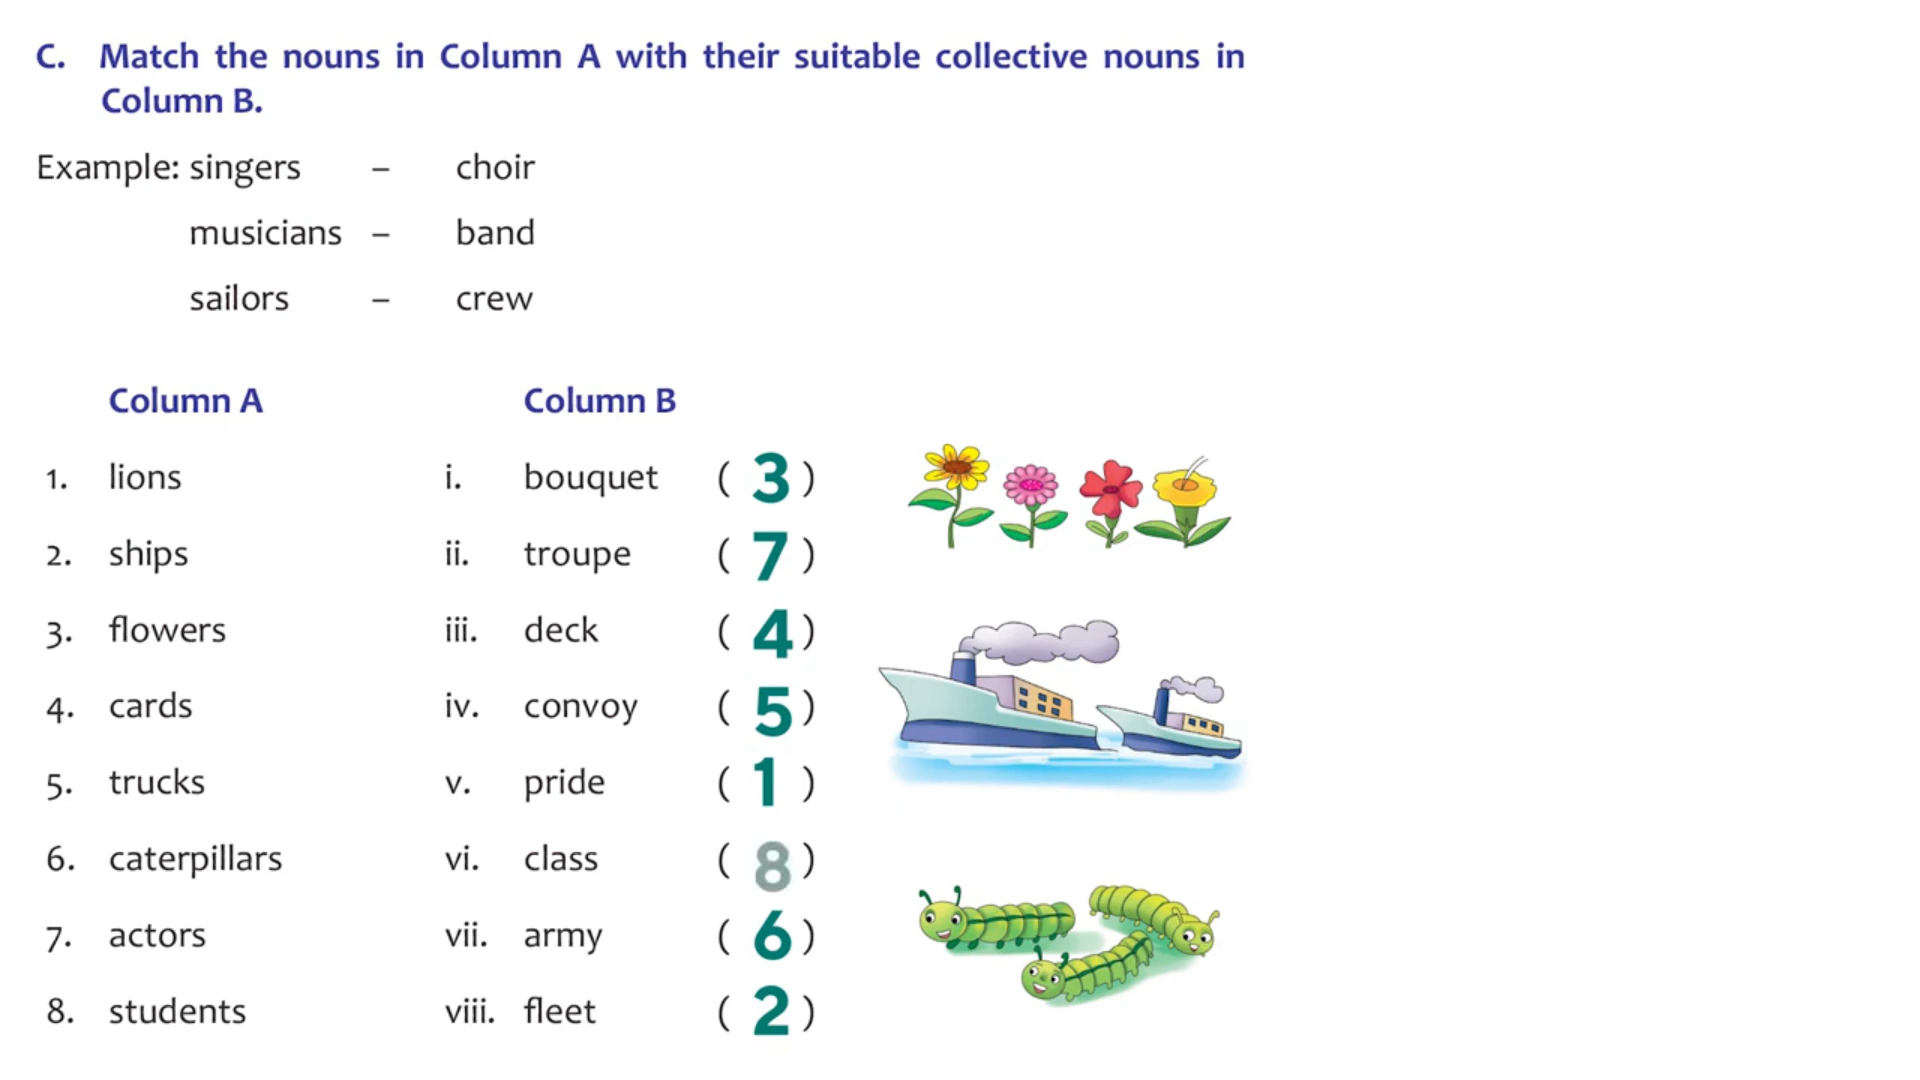 C. Match the nouns in Column A with their suitable collective nouns in
Column B.
Example: singers – choir
musicians – band
sailors – crew
Column A Column B
1. lions i. bouquet ( 3 )
2. ships ii. troupe ( 7 )
3. flowers iii. deck ( 4 )
4. cards iv. convoy ( 5 )
5. trucks v. pride ( 1 )
6. caterpillars vi. class ( 8 )
7. actors vii. army ( 6 )
8. students viii. fleet ( 2 )